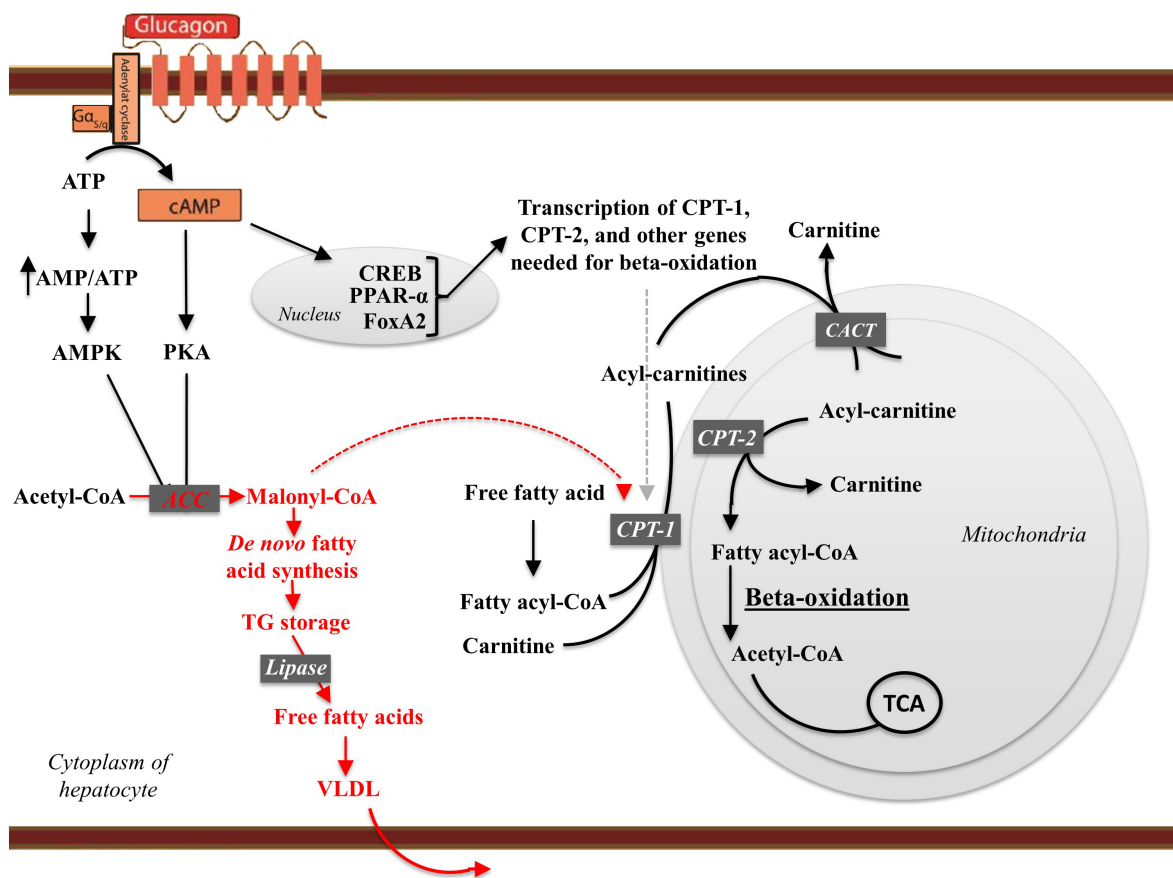 Glucagon
Adenylat cyclase
Gα S/q
ATP
cAMP
AMP/ATP
AMPK
PKA
CREB
PPAR-α
FoxA2
Nucleus
Transcription of CPT-1,
CPT-2, and other genes
needed for beta-oxidation
Carnitine
CACT
Acyl-carnitines
Acyl-carnitine
CPT-2
Carnitine
Acetyl-CoA
ACC
Malonyl-CoA
Free fatty acid
CPT-1
Mitochondria
De novo fatty
acid synthesis
Fatty acyl-CoA
Beta-oxidation
Fatty acyl-CoA
Carnitine
TG storage
Lipase
Acetyl-CoA
TCA
Free fatty acids
VLDL
Cytoplasm of
hepatocyte